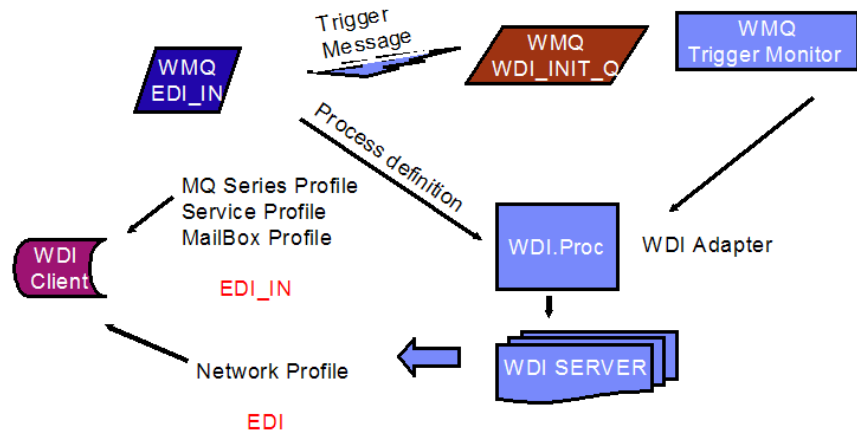 Trigger
Message
WMQ
EDI_IN
WMQ
WDI_INIT_Q
WMQ
Trigger Monitor
Process definition
MQ Series Profile
Service Profile
MailBox Profile
WDI
Client
EDI_IN
WDI.Proc
WDI Adapter
Network Profile
WDI SERVER
EDI